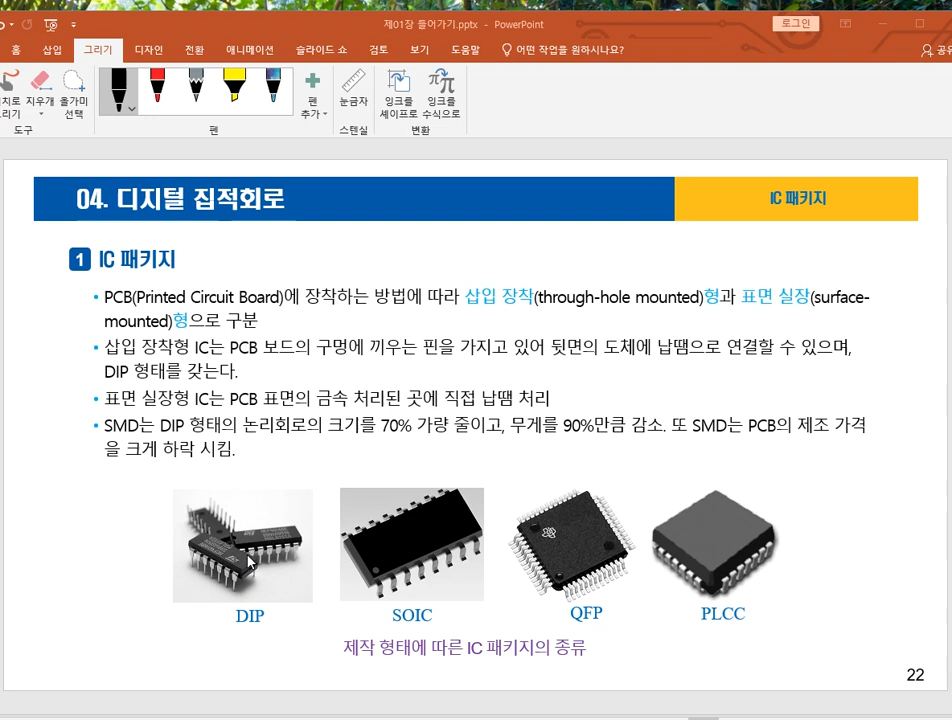 제01장 들어가기.pptx - PowerPoint
로그인
홈 삽입 그리기 디자인 전환 애니메이션 슬라이드 쇼 검토 보기 도움말 어떤 작업을 원하시나요?
지우개 올가미 선택
펜 추가
눈금자
잉크를 셰이프로
잉크를 수식으로
도구 펜 스텐실 변환
04. 디지털 집적회로
IC 패키지
1 IC 패키지
• PCB(Printed Circuit Board)에 장착하는 방법에 따라 삽입 장착(through-hole mounted)형과 표면 실장(surface-
mounted)형으로 구분
• 삽입 장착형 IC는 PCB 보드의 구멍에 끼우는 핀을 가지고 있어 뒷면의 도체에 납땜으로 연결할 수 있으며,
DIP 형태를 갖는다.
• 표면 실장형 IC는 PCB 표면의 금속 처리된 곳에 직접 납땜 처리
• SMD는 DIP 형태의 논리회로의 크기를 70% 가량 줄이고, 무게를 90%만큼 감소. 또 SMD는 PCB의 제조 가격
을 크게 하락 시킴.
DIP SOIC QFP PLCC
제작 형태에 따른 IC 패키지의 종류
22